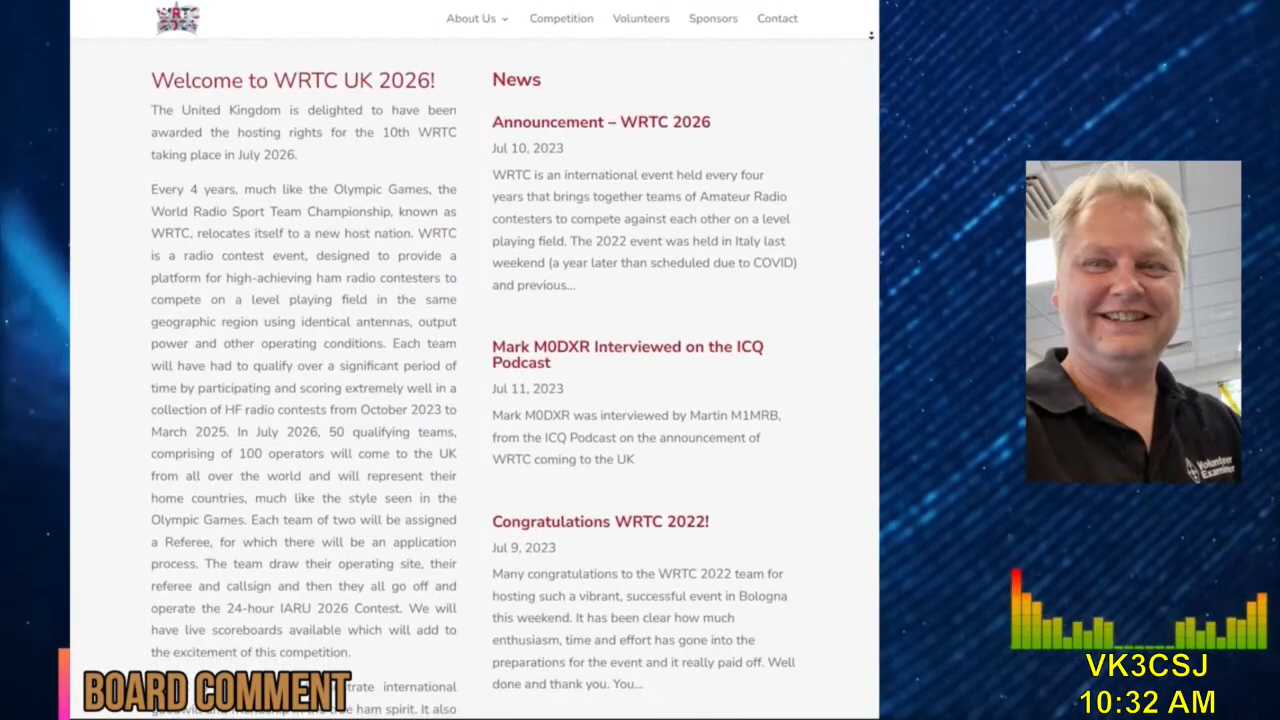 WRTC
2026
About Us
Competition
Volunteers
Sponsors
Contact
Welcome to WRTC UK 2026!
The United Kingdom is delighted to have been
awarded the hosting rights for the 10th WRTC
taking place in July 2026.
Every 4 years, much like the Olympic Games, the
World Radio Sport Team Championship, known as
WRTC, relocates itself to a new host nation. WRTC
is a radio contest event, designed to provide a
platform for high-achieving ham radio contesters to
compete on a level playing field in the same
geographic region using identical antennas, output
power and other operating conditions. Each team
will have had to qualify over a significant period of
time by participating and scoring extremely well in a
collection of HF radio contests from October 2023 to
March 2025. In July 2026, 50 qualifying teams,
comprising of 100 operators will come to the UK
from all over the world and will represent their
home countries, much like the style seen in the
Olympic Games. Each team of two will be assigned
a Referee, for which there will be an application
process. The team draw their operating site, their
referee and callsign and then they all go off and
operate the 24-hour IARU 2026 Contest. We will
have live scoreboards available which will add to
the excitement of this competition.
international
ham spirit. It also
News
Announcement – WRTC 2026
Jul 10, 2023
WRTC is an international event held every four
years that brings together teams of Amateur Radio
contesters to compete against each other on a level
playing field. The 2022 event was held in Italy last
weekend (a year later than scheduled due to COVID)
and previous...
Mark M0DXR Interviewed on the ICQ
Podcast
Jul 11, 2023
Mark M0DXR was interviewed by Martin M1MRB,
from the ICQ Podcast on the announcement of
WRTC coming to the UK
Congratulations WRTC 2022!
Jul 9, 2023
Many congratulations to the WRTC 2022 team for
hosting such a vibrant, successful event in Bologna
this weekend. It has been clear how much
enthusiasm, time and effort has gone into the
preparations for the event and it really paid off. Well
done and thank you. You...
Volunteer
Examiner
BOARD COMMENT
VK3CSJ
10:32 AM